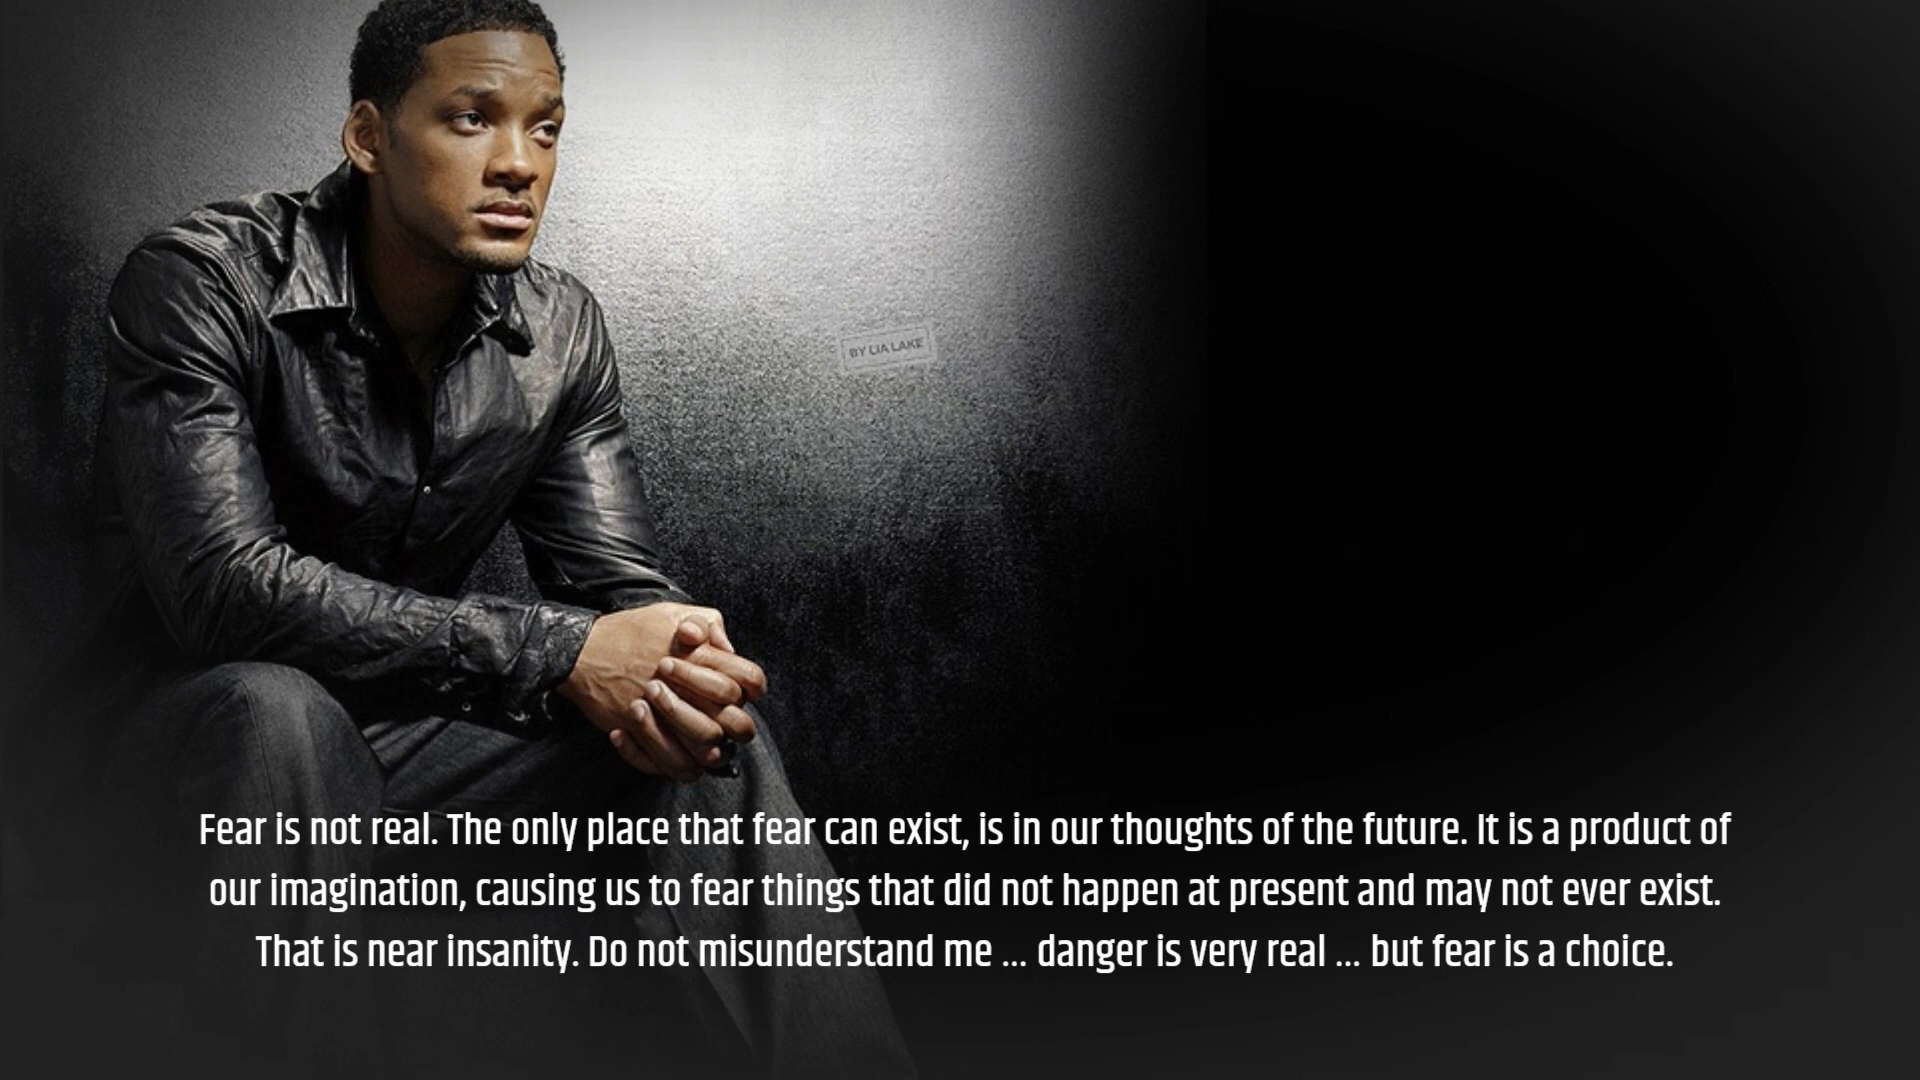 BY LIA LAKE
Fear is not real. The only place that fear can exist, is in our thoughts of the future. It is a product of
our imagination, causing us to fear things that did not happen at present and may not ever exist.
That is near insanity. Do not misunderstand me ... danger is very real ... but fear is a choice.